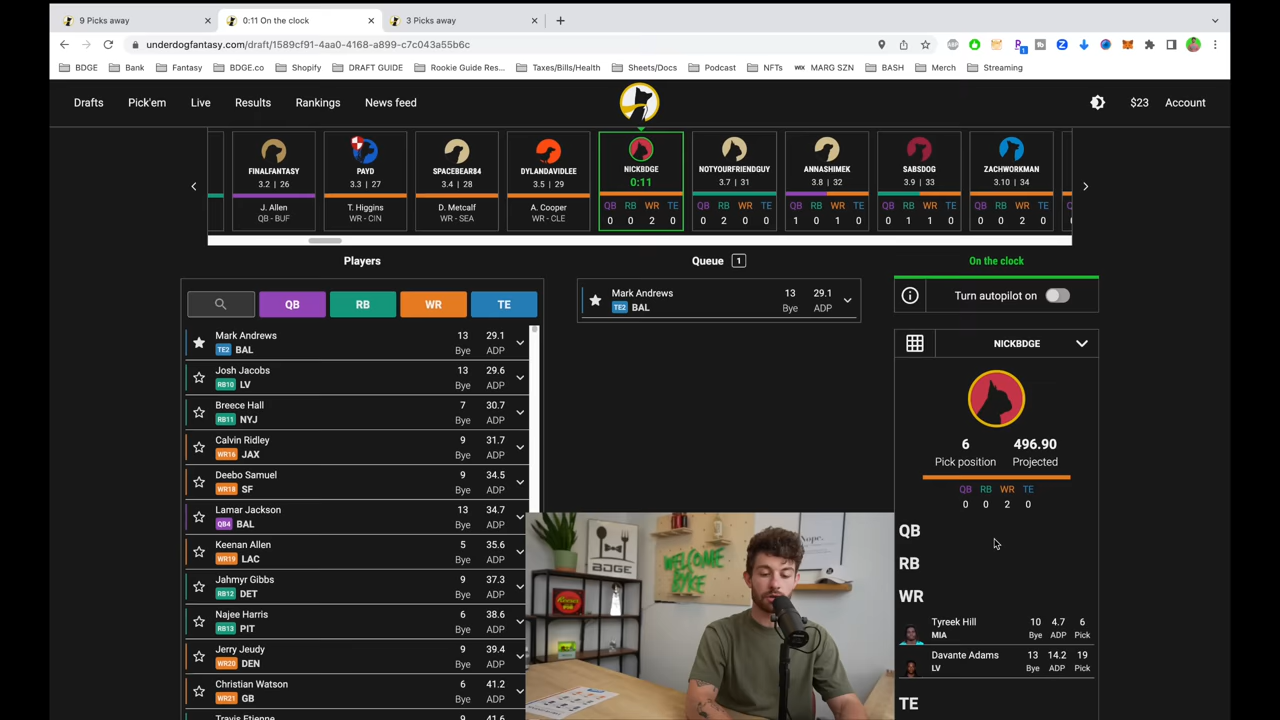 9 Picks away
0:11 On the clock
3 Picks away
underdogfantasy.com/draft/1589cf91-4aa0-4168-a899-c7c043a55b6c
BDGE Bank Fantasy BDGE.co Shopify DRAFT GUIDE Rookie Guide Res... Taxes/Bills/Health Sheets/Docs Podcast NFTs WIX MARG SZN BASH Merch Streaming
Drafts Pick'em Live Results Rankings News feed $23 Account
FINALFANTASY
3.2 | 26
J. Allen
QB - BUF
PAYD
3.3 | 27
T. Higgins
WR - CIN
SPACEBEAR84
3.4 | 28
D. Metcalf
WR - SEA
DYLANDAVIDLEE
3.5 | 29
A. Cooper
WR - CLE
NICKBDGE
0:11
QB RB WR TE
0 0 2 0
NOTYOURFRIENDGUY
3.7 | 31
QB RB WR TE
0 2 0 0
ANNASHIMEK
3.8 | 32
QB RB WR TE
1 0 1 0
SABSDOG
3.9 | 33
QB RB WR TE
0 1 1 0
ZACHWORKMAN
3.10 | 34
QB RB WR TE
0 0 2 0
Players
QB RB WR TE
Mark Andrews 13 29.1
TE2 BAL Bye ADP
Josh Jacobs 13 29.6
RB10 LV Bye ADP
Breece Hall 7 30.7
RB11 NYJ Bye ADP
Calvin Ridley 9 31.7
WR16 JAX Bye ADP
Deebo Samuel 9 34.5
WR18 SF Bye ADP
Lamar Jackson 13 34.7
QB4 BAL Bye ADP
Keenan Allen 5 35.6
WR19 LAC Bye ADP
Jahmyr Gibbs 9 37.3
RB12 DET Bye ADP
Najee Harris 6 38.6
RB13 PIT Bye ADP
Jerry Jeudy 9 39.4
WR20 DEN Bye ADP
Christian Watson 6 41.2
WR21 GB Bye ADP
Travis Etienne 9 41.6
Queue 1
Mark Andrews 13 29.1
TE2 BAL Bye ADP
BDGE
WELCOME
BYKE
On the clock
Turn autopilot on
NICKBDGE
6 496.90
Pick position Projected
QB RB WR TE
0 0 2 0
QB
RB
WR
Tyreek Hill 10 4.7 6
MIA Bye ADP Pick
Davante Adams 13 14.2 19
LV Bye ADP Pick
TE